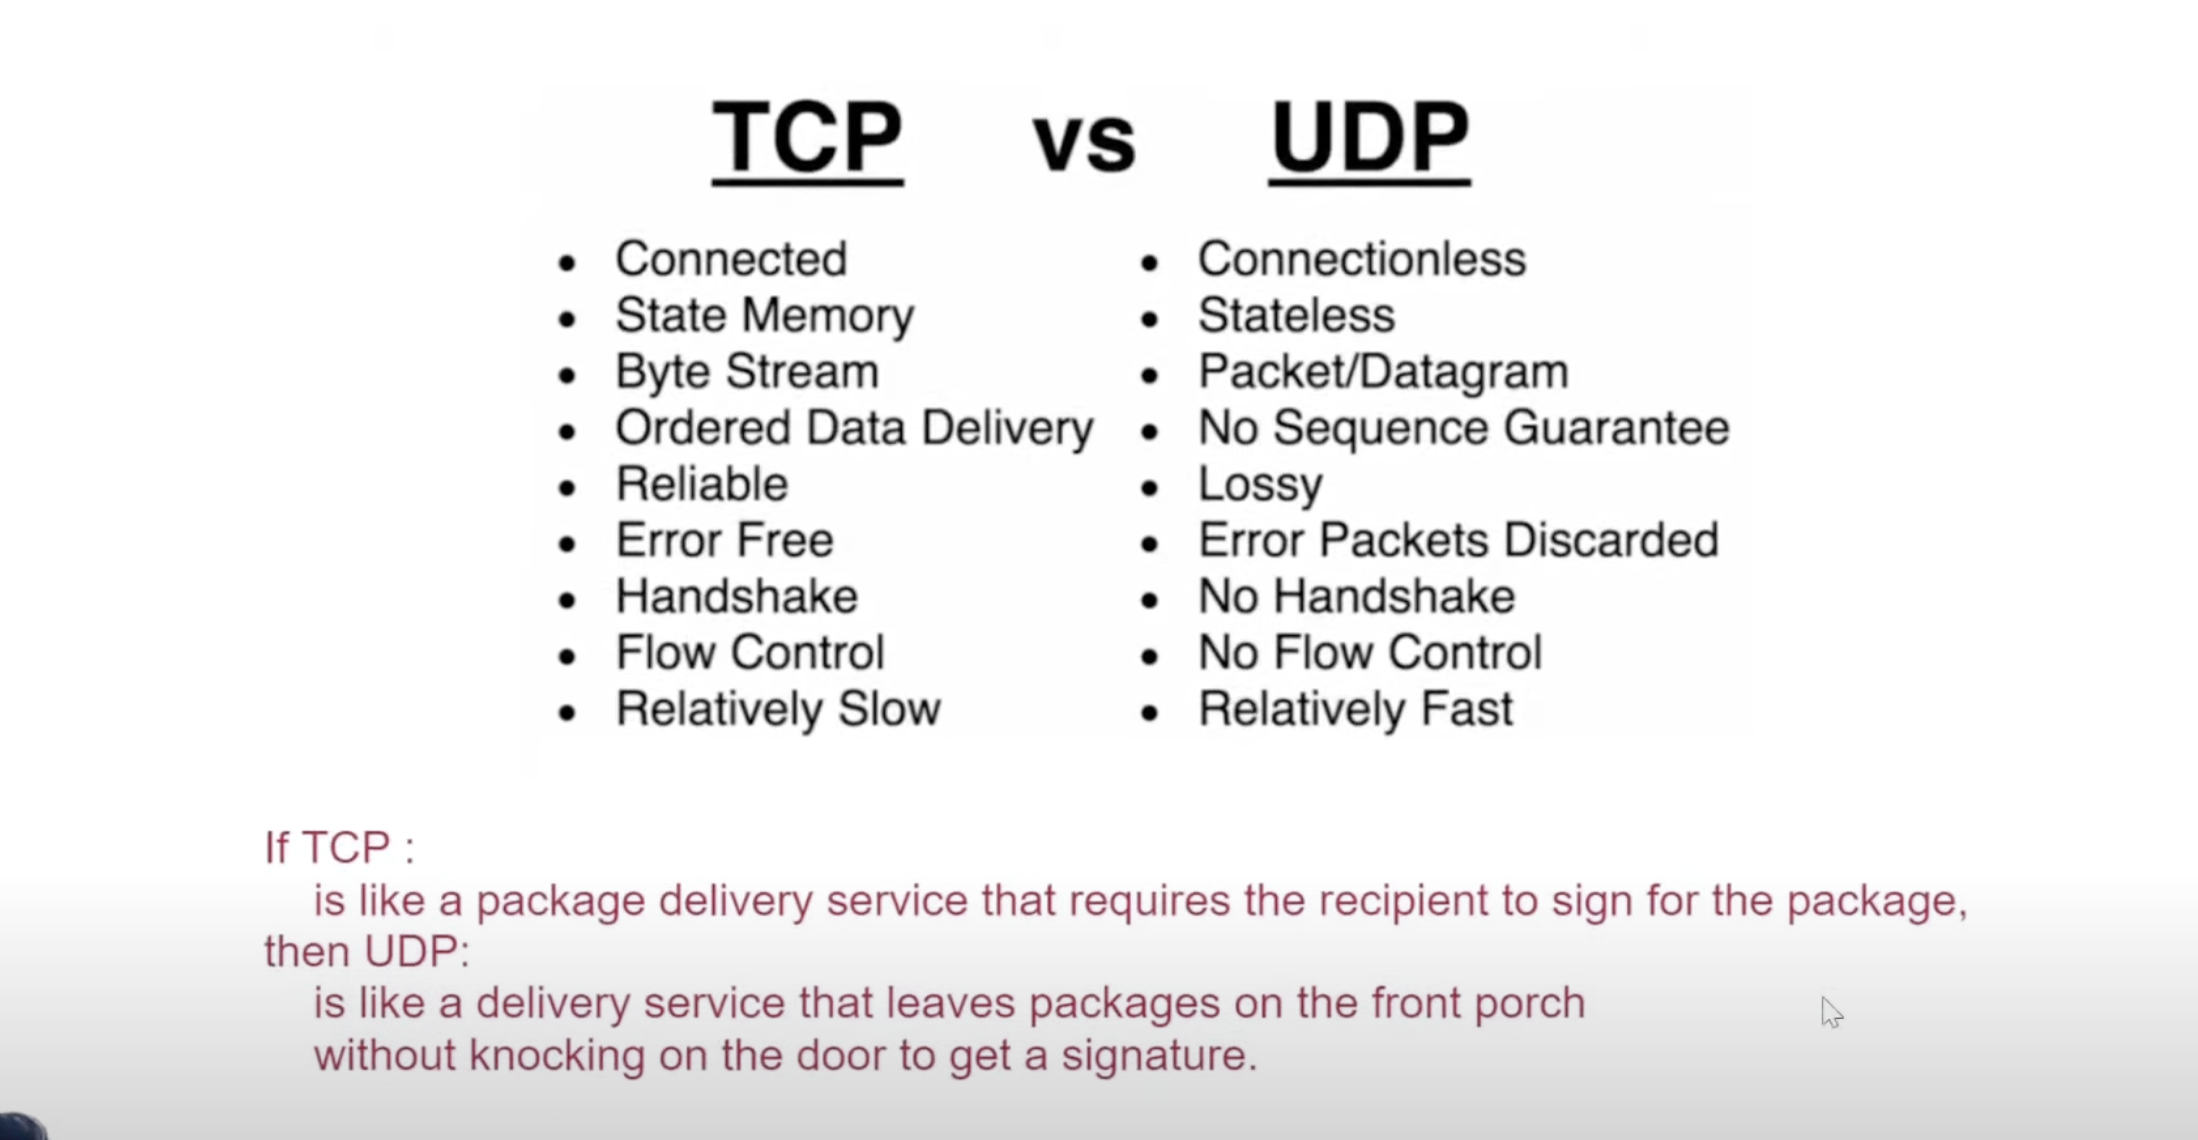 TCP vs UDP
• Connected
• State Memory
• Byte Stream
• Ordered Data Delivery
• Reliable
• Error Free
• Handshake
• Flow Control
• Relatively Slow
• Connectionless
• Stateless
• Packet/Datagram
• No Sequence Guarantee
• Lossy
• Error Packets Discarded
• No Handshake
• No Flow Control
• Relatively Fast
If TCP :
is like a package delivery service that requires the recipient to sign for the package,
then UDP:
is like a delivery service that leaves packages on the front porch
without knocking on the door to get a signature.